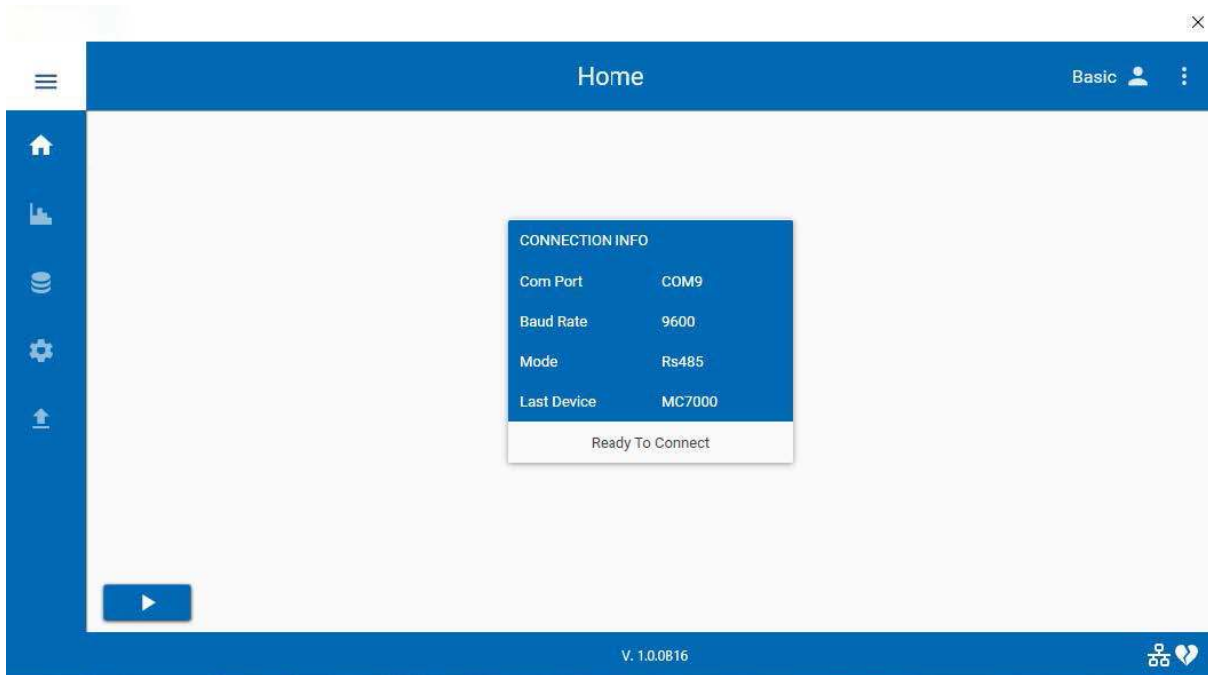 Home
Basic
CONNECTION INFO
Com Port COM9
Baud Rate 9600
Mode Rs485
Last Device MC7000
Ready To Connect
V. 1.0.0B16